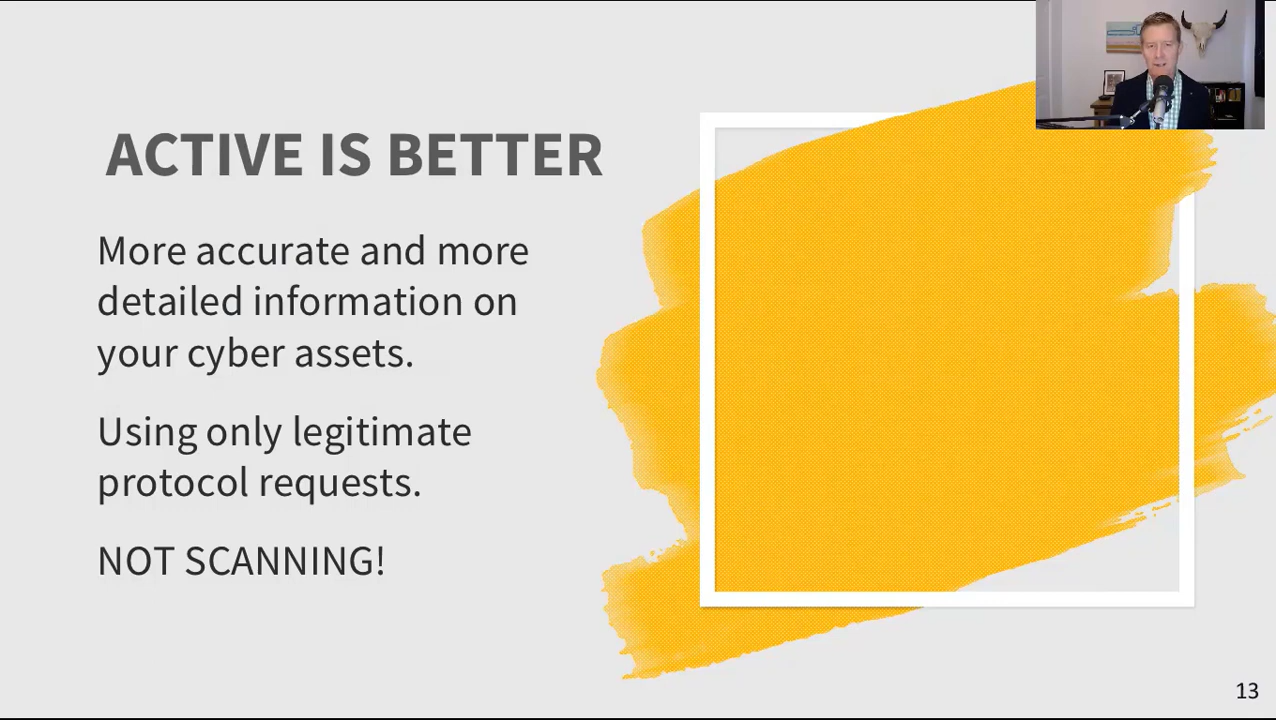 ACTIVE IS BETTER
More accurate and more
detailed information on
your cyber assets.
Using only legitimate
protocol requests.
NOT SCANNING!
13